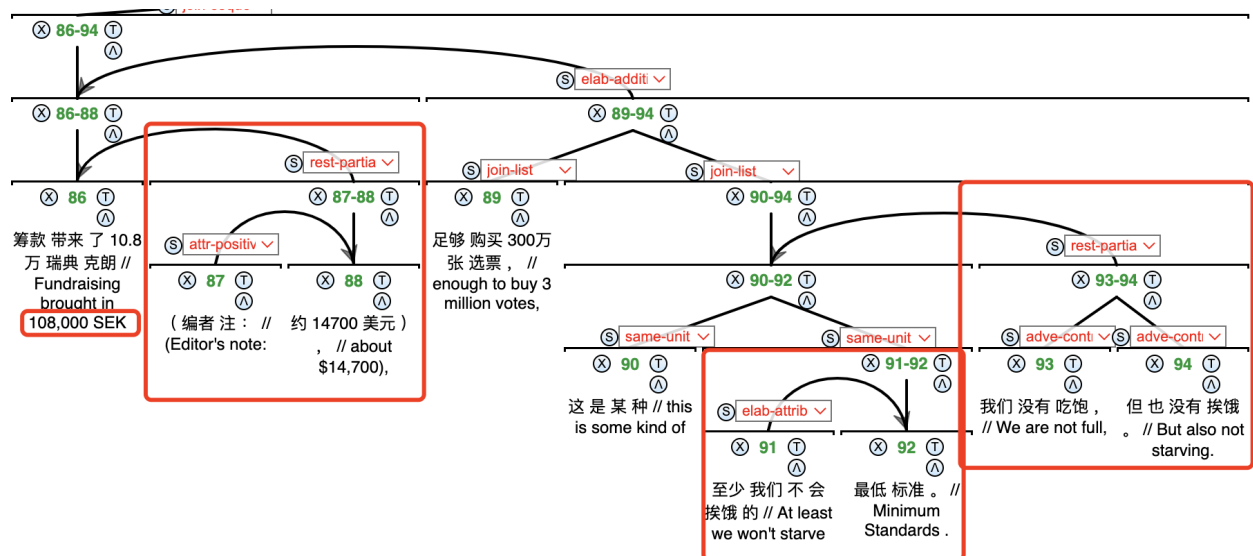 86-94
elab-additi
86-88
89-94
rest-partia
join-list
join-list
86
87-88
89
90-94
筹款 带来 了 10.8
万 瑞典 克朗 //
Fundraising
brought in
108,000 SEK
attr-positiv
87
88
（ 编者 注 ： //
(Editor's note:
约 14700 美元 ）
， // about
$14,700),
足够 购买 300万
张 选票 ， //
enough to buy 3
million votes,
rest-partia
90-92
93-94
same-unit
same-unit
adve-conti
adve-conti
90
91-92
93
94
这 是 某 种 // this
is some kind of
我们 没有 吃饱 ，
// We are not full,
但 也 没有 挨饿
。 // But also not
starving.
elab-attrib
91
92
至少 我们 不 会
挨饿 的 // At least
we won't starve
最低 标准 。 //
Minimum
Standards .